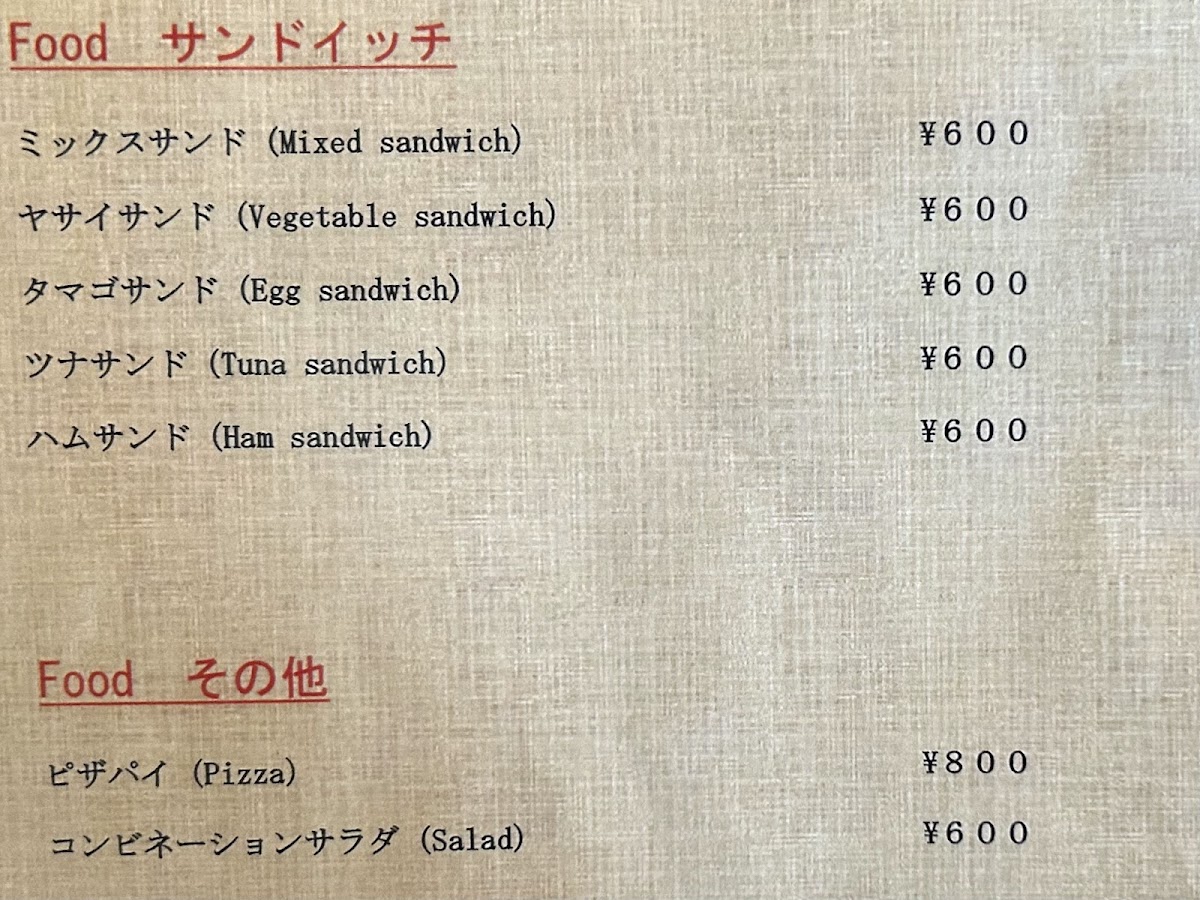 Food サンドイッチ
ミックスサンド (Mixed sandwich) ¥600
ヤサイサンド (Vegetable sandwich) ¥600
タマゴサンド (Egg sandwich) ¥600
ツナサンド (Tuna sandwich) ¥600
ハムサンド (Ham sandwich) ¥600
Food その他
ピザパイ (Pizza) ¥800
コンビネーションサラダ (Salad) ¥600